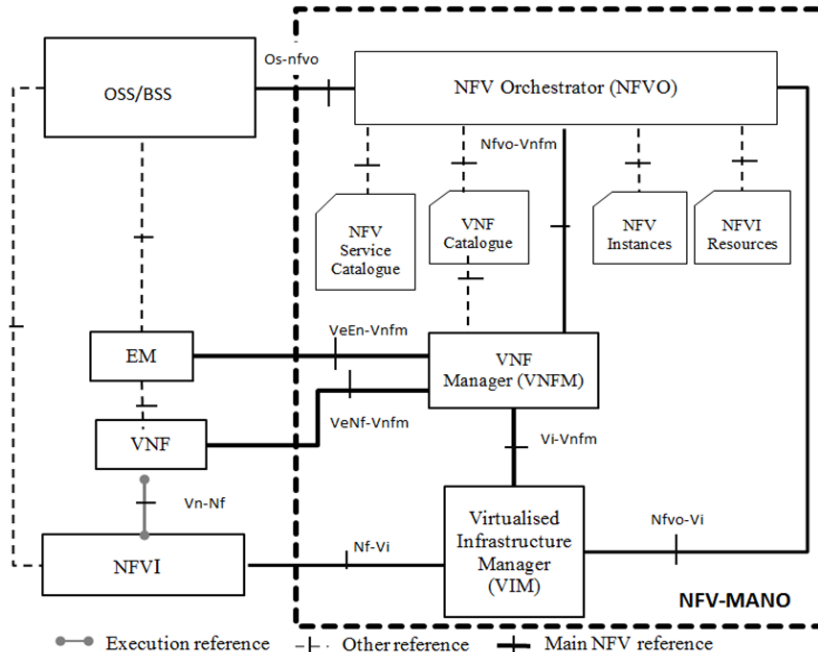 Os-nfvo
OSS/BSS
NFV Orchestrator (NFVO)
Nfvo-Vnfm
NFV
Service
Catalogue
VNF
Catalogue
NFV
Instances
NFVI
Resources
EM
VeEn-Vnfm
VNF
Manager (VNFM)
VeNf-Vnfm
VNF
Vi-Vnfm
Vn-Nf
Virtualised
Infrastructure
Manager
(VIM)
Nfvo-Vi
Nf-Vi
NFVI
NFV-MANO
Execution reference
Other reference
Main NFV reference